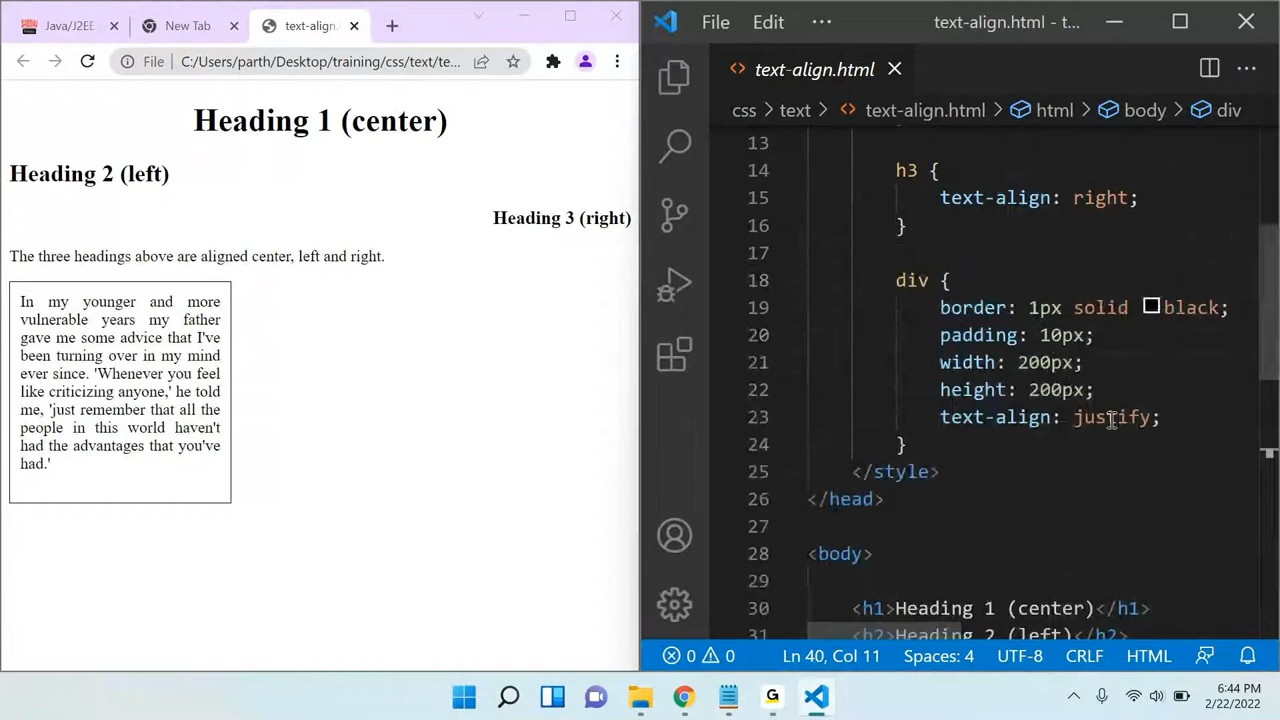 Java/J2EE
New Tab
text-align.
File C:/Users/parth/Desktop/training/css/text/te...
Heading 1 (center)
Heading 2 (left)
Heading 3 (right)
The three headings above are aligned center, left and right.
In my younger and more
vulnerable years my father
gave me some advice that I've
been turning over in my mind
ever since. 'Whenever you feel
like criticizing anyone,' he told
me, 'just remember that all the
people in this world haven't
had the advantages that you've
had.'
File Edit ... text-align.html - t...
text-align.html
css > text > text-align.html > html > body > div
13
14 h3 {
15 text-align: right;
16 }
17
18 div {
19 border: 1px solid black;
20 padding: 10px;
21 width: 200px;
22 height: 200px;
23 text-align: justify;
24 }
25 </style>
26 </head>
27
28 <body>
29
30 <h1>Heading 1 (center)</h1>
31 <h2>Heading 2 (left)</h2>
0 0 Ln 40, Col 11 Spaces: 4 UTF-8 CRLF HTML
G
6:44 PM
2/22/2022